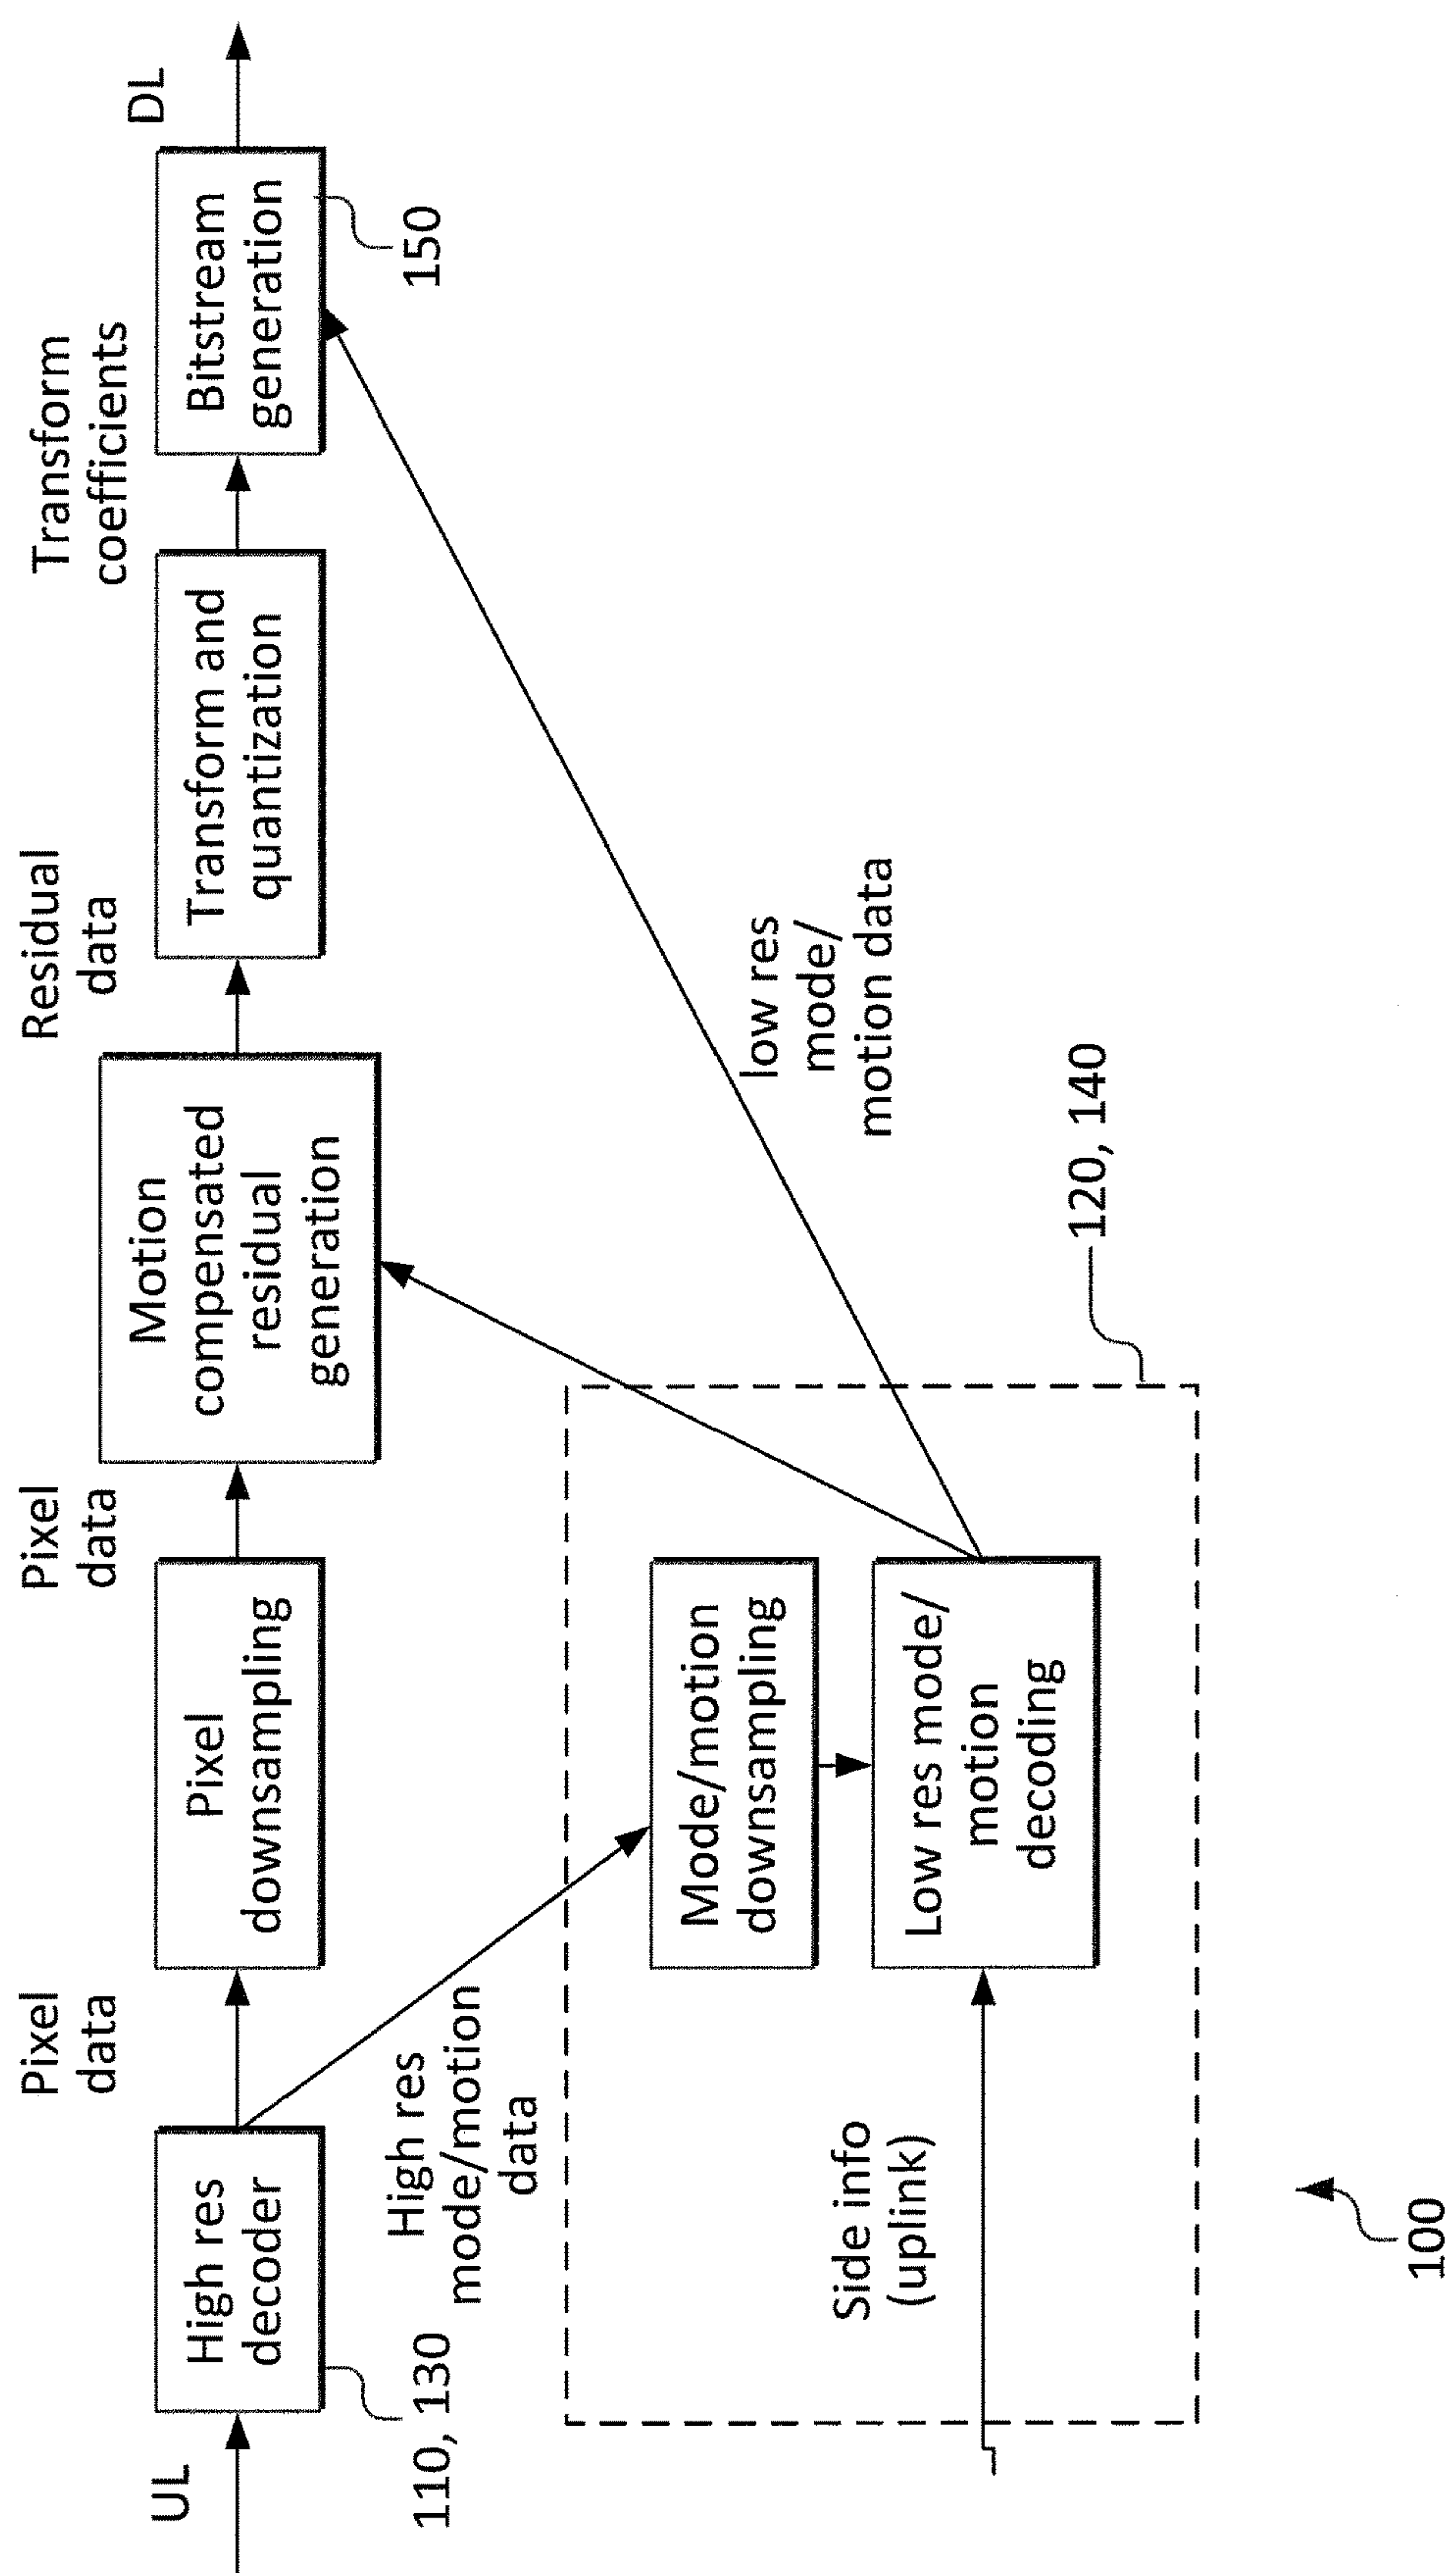 UL
High res
decoder
110, 130
Pixel
data
Pixel
downsampling
Pixel
data
Motion
compensated
residual
generation
Residual
data
Transform and
quantization
Transform
coefficients
Bitstream
generation
150
DL
High res
mode/motion
data
Mode/motion
downsampling
Side info
(uplink)
Low res mode/
motion
decoding
low res
mode/
motion data
120, 140
100